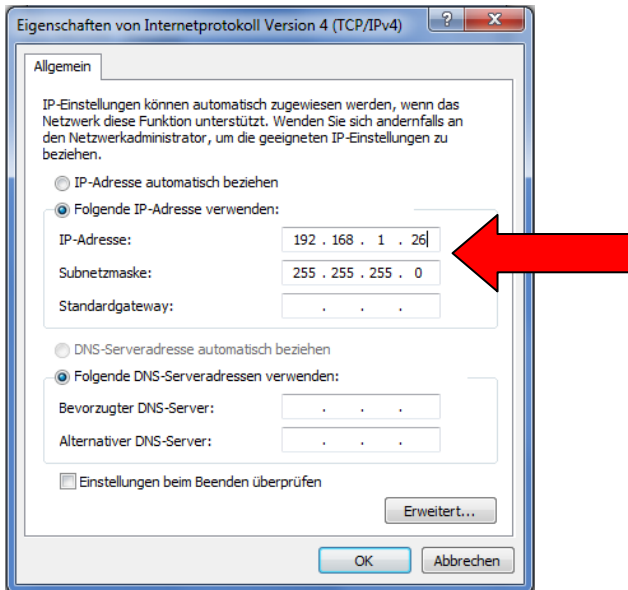 Eigenschaften von Internetprotokoll Version 4 (TCP/IPv4)
Allgemein
IP-Einstellungen können automatisch zugewiesen werden, wenn das
Netzwerk diese Funktion unterstützt. Wenden Sie sich andernfalls an
den Netzwerkadministrator, um die geeigneten IP-Einstellungen zu
beziehen.
IP-Adresse automatisch beziehen
Folgende IP-Adresse verwenden:
IP-Adresse: 192 . 168 . 1 . 26
Subnetzmaske: 255 . 255 . 255 . 0
Standardgateway: . . .
DNS-Serveradresse automatisch beziehen
Folgende DNS-Serveradressen verwenden:
Bevorzugter DNS-Server: . . .
Alternativer DNS-Server: . . .
Einstellungen beim Beenden überprüfen
Erweitert...
OK Abbrechen